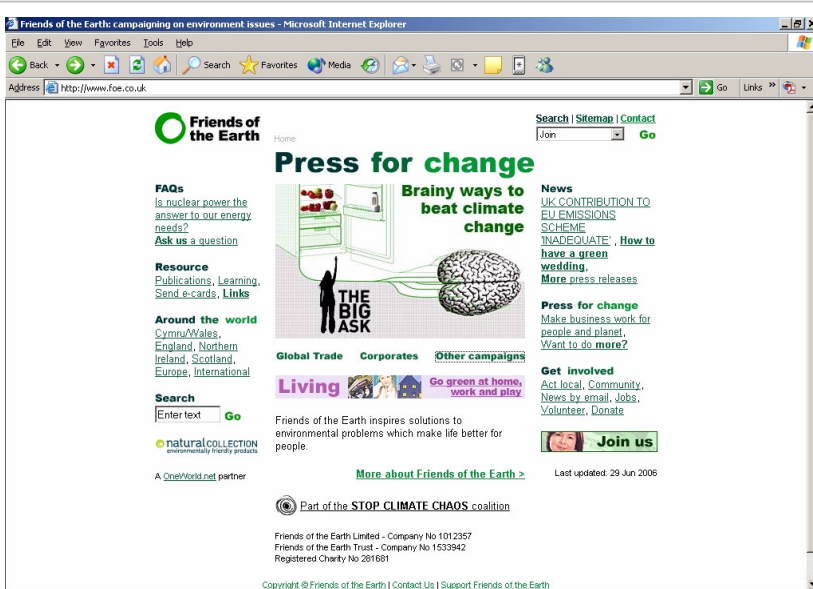 Friends of the Earth: campaigning on environment issues - Microsoft Internet Explorer
File Edit View Favorites Tools Help
Back Search Favorites Media
Address http://www.foe.co.uk Go Links »
Friends of
the Earth
Home
Search | Sitemap | Contact
Join Go
Press for change
FAQs
Is nuclear power the
answer to our energy
needs?
Ask us a question
Resource
Publications, Learning,
Send e-cards, Links
Around the world
Cymru/Wales,
England, Northern
Ireland, Scotland,
Europe, International
Search
Enter text Go
naturalCOLLECTION
environmentally friendly products
A OneWorld.net partner
Brainy ways to
beat climate
change
THE
BIG
ASK
Global Trade Corporates Other campaigns
Living Go green at home,
work and play
Friends of the Earth inspires solutions to
environmental problems which make life better for
people.
More about Friends of the Earth >
Part of the STOP CLIMATE CHAOS coalition
Friends of the Earth Limited - Company No 1012357
Friends of the Earth Trust - Company No 1533942
Registered Charity No 281681
Copyright © Friends of the Earth | Contact Us | Support Friends of the Earth
News
UK CONTRIBUTION TO
EU EMISSIONS
SCHEME
'INADEQUATE' , How to
have a green
wedding,
More press releases
Press for change
Make business work for
people and planet,
Want to do more?
Get involved
Act local, Community,
News by email, Jobs,
Volunteer, Donate
Join us
Last updated: 29 Jun 2006